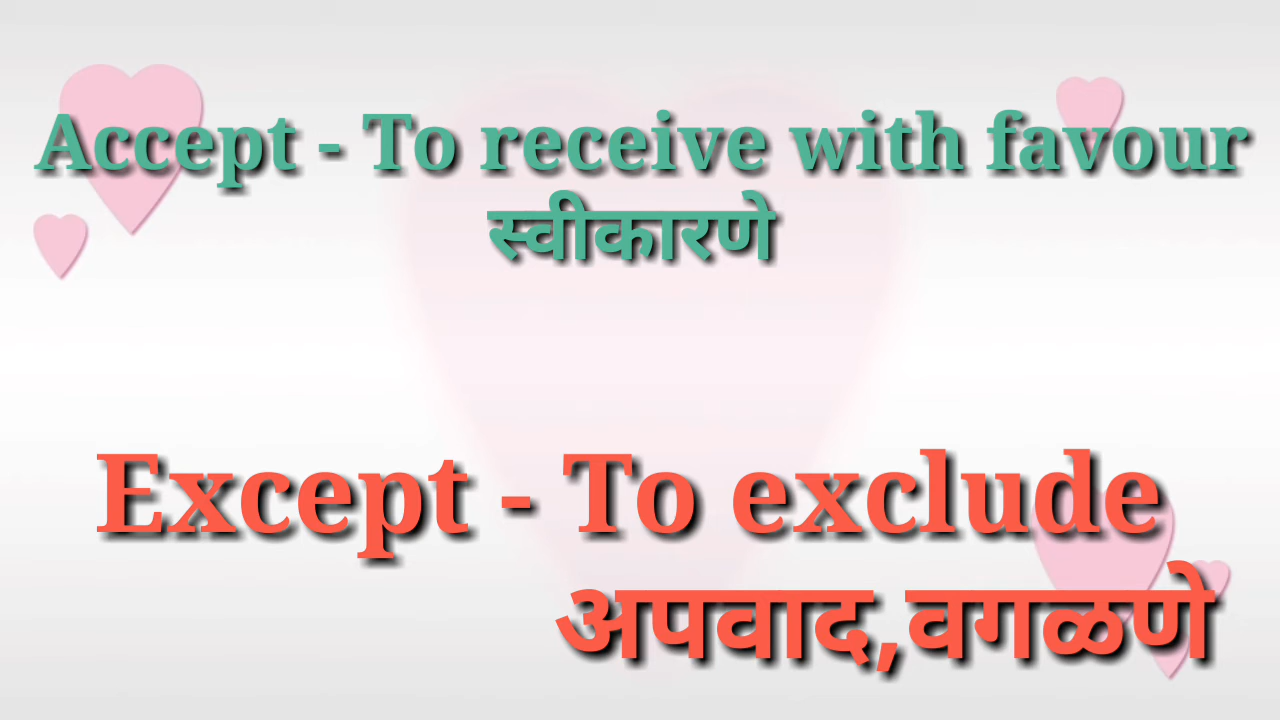 Accept - To receive with favour
स्वीकारणे
Except - To exclude
अपवाद,वगळणे